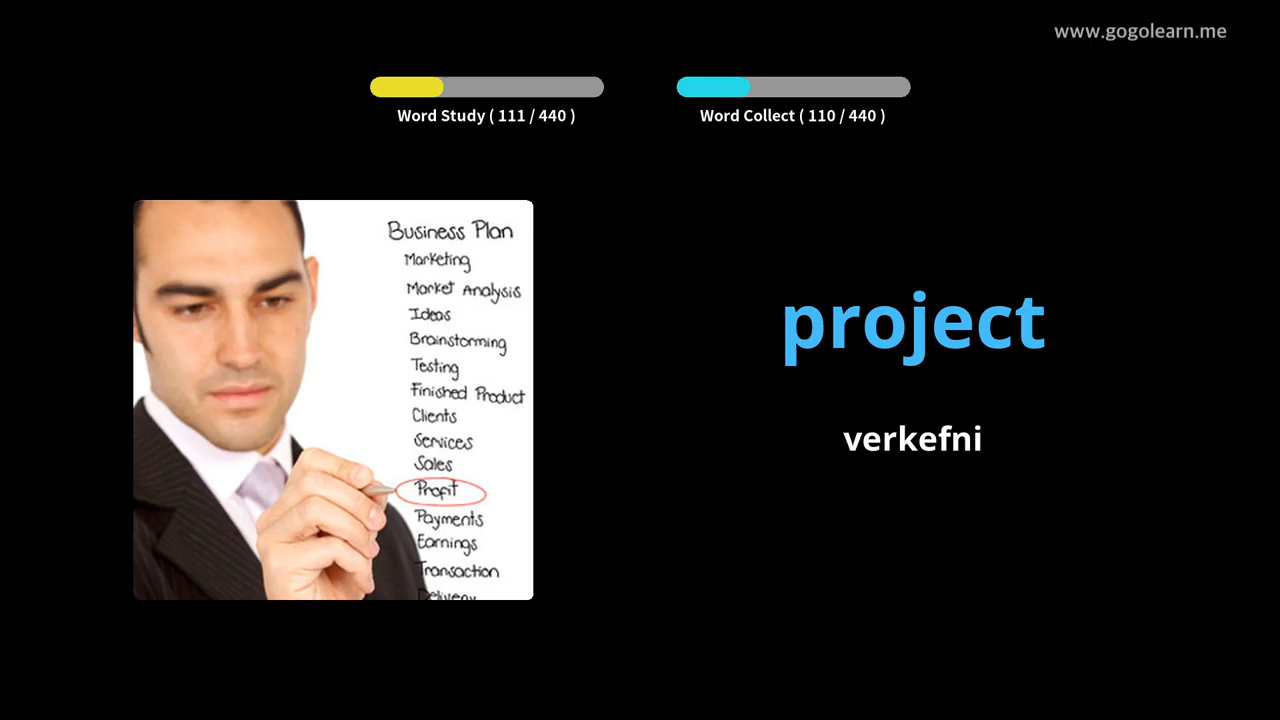 www.gogolearn.me
Word Study ( 111 / 440 )
Word Collect ( 110 / 440 )
Business Plan
Marketing
Market Analysis
Ideas
Brainstorming
Testing
Finished Product
Clients
Services
Sales
Profit
Payments
Earnings
Transaction
Delivery
project
verkefni